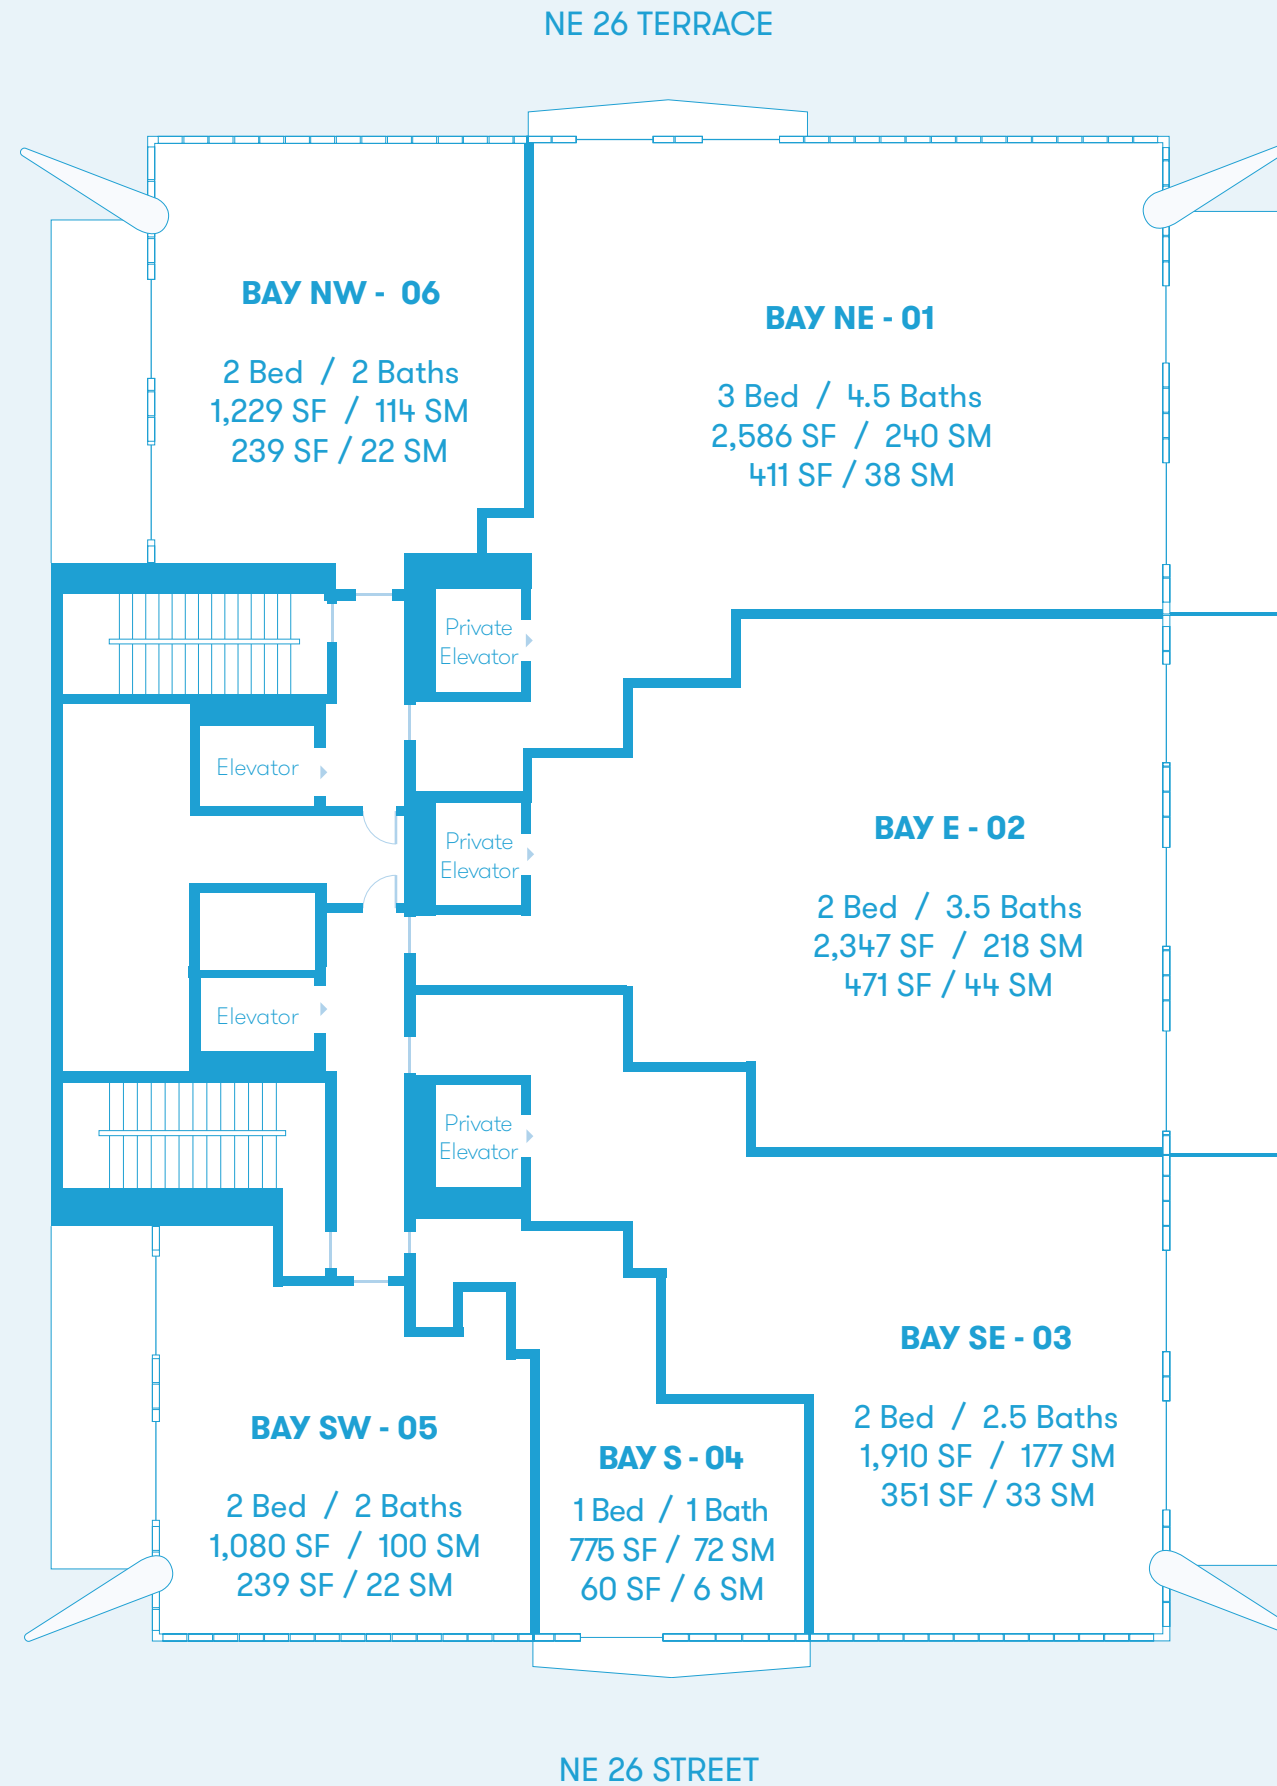 NE 26 TERRACE
BAY NW - 06
2 Bed / 2 Baths
1,229 SF / 114 SM
239 SF / 22 SM
BAY NE - 01
3 Bed / 4.5 Baths
2,586 SF / 240 SM
411 SF / 38 SM
Private
Elevator
Elevator
Private
Elevator
BAY E - 02
2 Bed / 3.5 Baths
2,347 SF / 218 SM
471 SF / 44 SM
Elevator
Private
Elevator
BAY SE - 03
2 Bed / 2.5 Baths
1,910 SF / 177 SM
351 SF / 33 SM
BAY SW - 05
2 Bed / 2 Baths
1,080 SF / 100 SM
239 SF / 22 SM
BAY S - 04
1 Bed / 1 Bath
775 SF / 72 SM
60 SF / 6 SM
NE 26 STREET